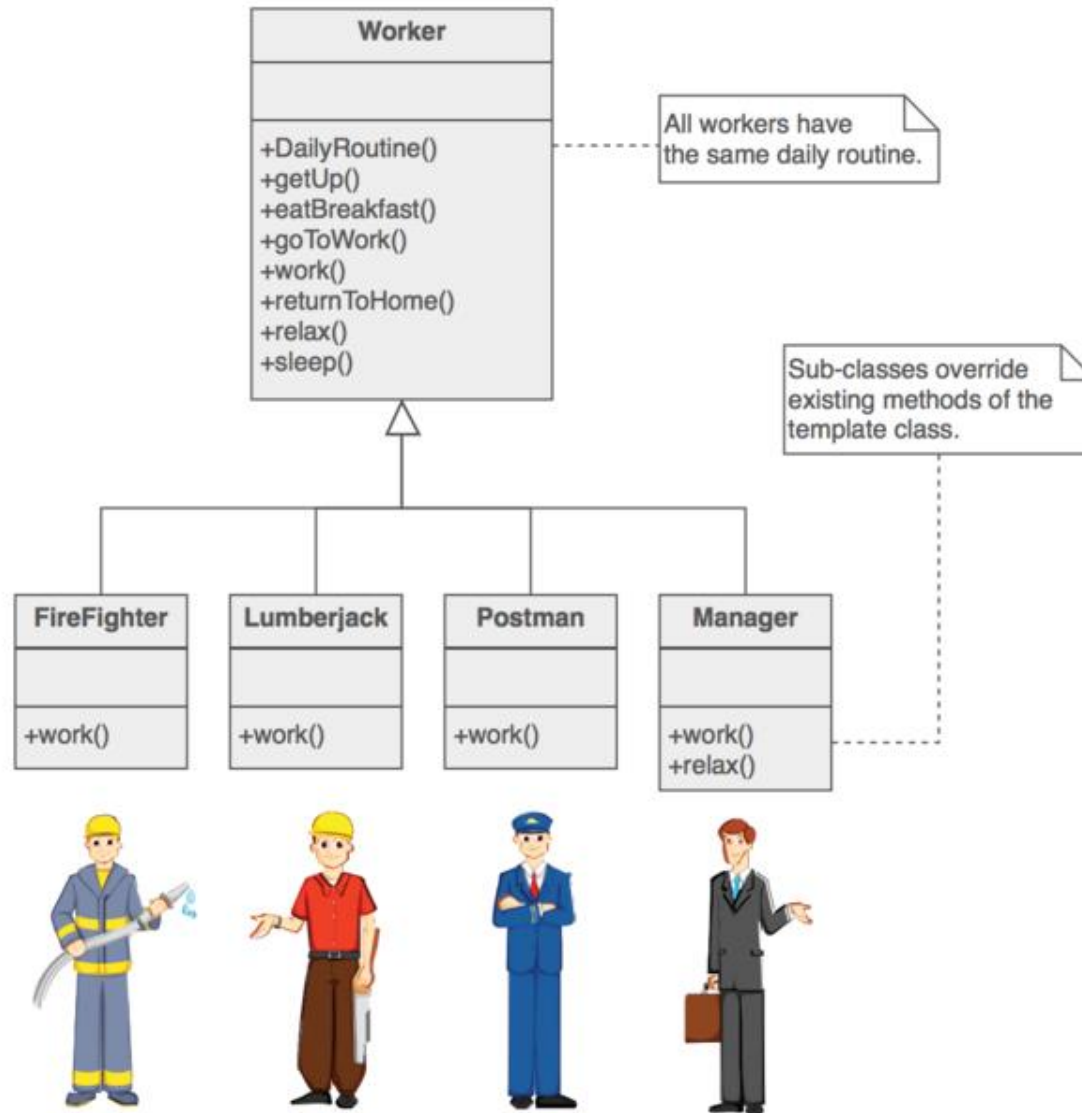 Worker
+DailyRoutine()
+getUp()
+eatBreakfast()
+goToWork()
+work()
+returnToHome()
+relax()
+sleep()
All workers have
the same daily routine.
Sub-classes override
existing methods of the
template class.
FireFighter
+work()
Lumberjack
+work()
Postman
+work()
Manager
+work()
+relax()